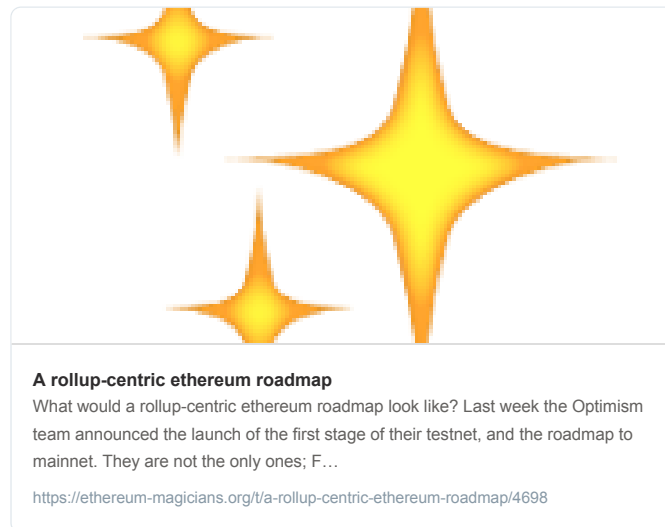 A rollup-centric ethereum roadmap
What would a rollup-centric ethereum roadmap look like? Last week the Optimism
team announced the launch of the first stage of their testnet, and the roadmap to
mainnet. They are not the only ones; F…
https://ethereum-magicians.org/t/a-rollup-centric-ethereum-roadmap/4698